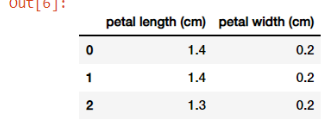 Out[6]:
petal length (cm) petal width (cm)
0 1.4 0.2
1 1.4 0.2
2 1.3 0.2